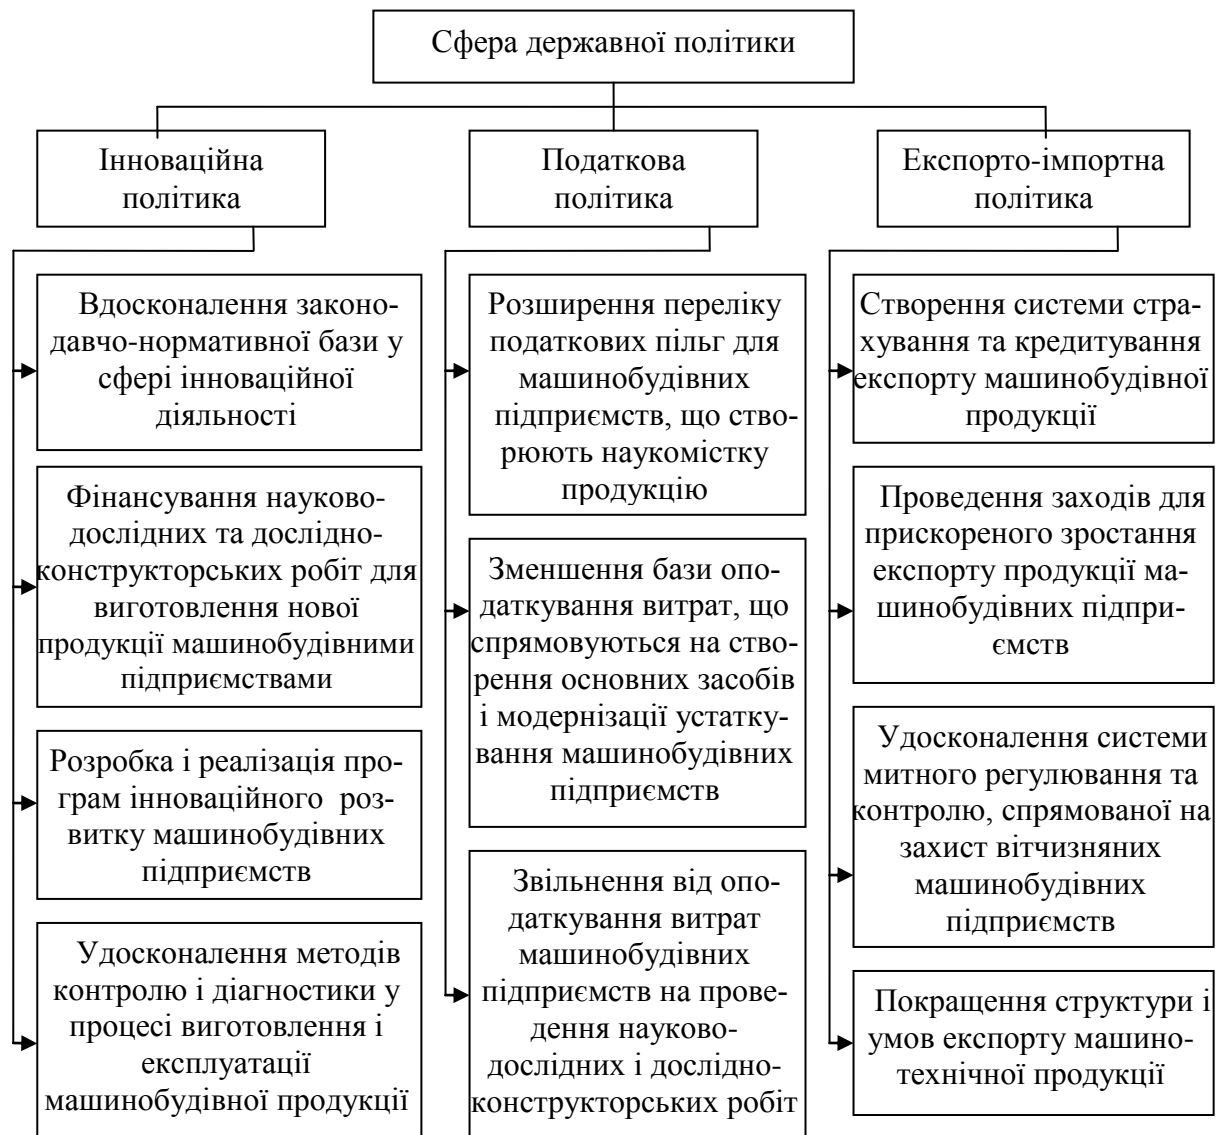 Сфера державної політики
Інноваційна
політика
Вдосконалення законо-
давчо-нормативної бази у
сфері інноваційної
діяльності
Фінансування науково-
дослідних та дослідно-
конструкторських робіт для
виготовлення нової
продукції машинобудівними
підприємствами
Розробка і реалізація про-
грам інноваційного роз-
витку машинобудівних
підприємств
Удосконалення методів
контролю і діагностики у
процесі виготовлення і
експлуатації
машинобудівної продукції
Податкова
політика
Розширення переліку
податкових пільг для
машинобудівних
підприємств, що ство-
рюють наукомістку
продукцію
Зменшення бази опо-
даткування витрат, що
спрямовуються на ство-
рення основних засобів
і модернізації устатку-
вання машинобудівних
підприємств
Звільнення від опо-
даткування витрат
машинобудівних
підприємств на прове-
дення науково-
дослідних і дослідно-
конструкторських робіт
Експорто-імпортна
політика
Створення системи стра-
хування та кредитування
експорту машинобудівної
продукції
Проведення заходів для
прискореного зростання
експорту продукції ма-
шинобудівних підпри-
ємств
Удосконалення системи
митного регулювання та
контролю, спрямованої на
захист вітчизняних
машинобудівних
підприємств
Покращення структури і
умов експорту машино-
технічної продукції